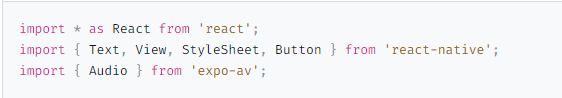 import * as React from 'react';
import { Text, View, StyleSheet, Button } from 'react-native';
import { Audio } from 'expo-av';